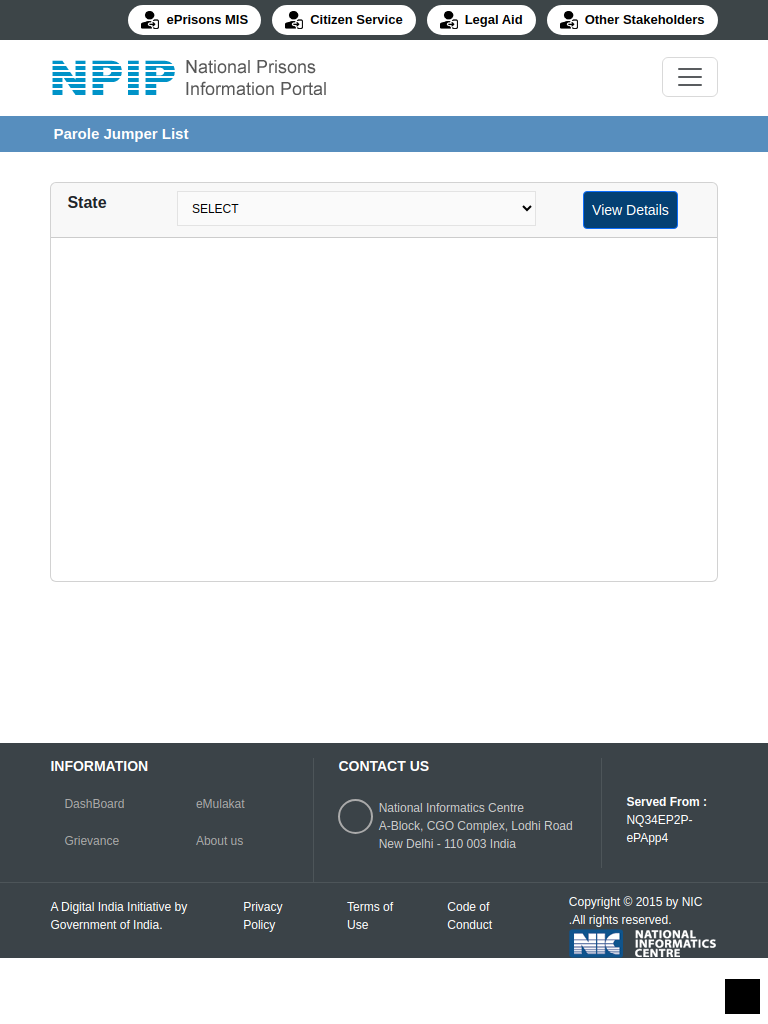 ePrisons MIS
Citizen Service
Legal Aid
Other Stakeholders
NPIP
National Prisons
Information Portal
Parole Jumper List
State
SELECT
View Details
INFORMATION
DashBoard
eMulakat
Grievance
About us
CONTACT US
National Informatics Centre
A-Block, CGO Complex, Lodhi Road
New Delhi - 110 003 India
Served From :
NQ34EP2P-
ePApp4
A Digital India Initiative by
Government of India.
Privacy
Policy
Terms of
Use
Code of
Conduct
Copyright © 2015 by NIC
.All rights reserved.
NIC
NATIONAL
INFORMATICS
CENTRE